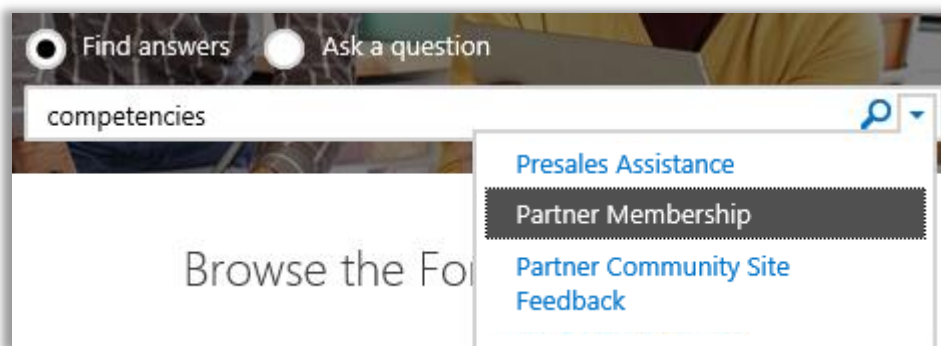 Find answers Ask a question
competencies
Presales Assistance
Partner Membership
Browse the Fo
Partner Community Site
Feedback